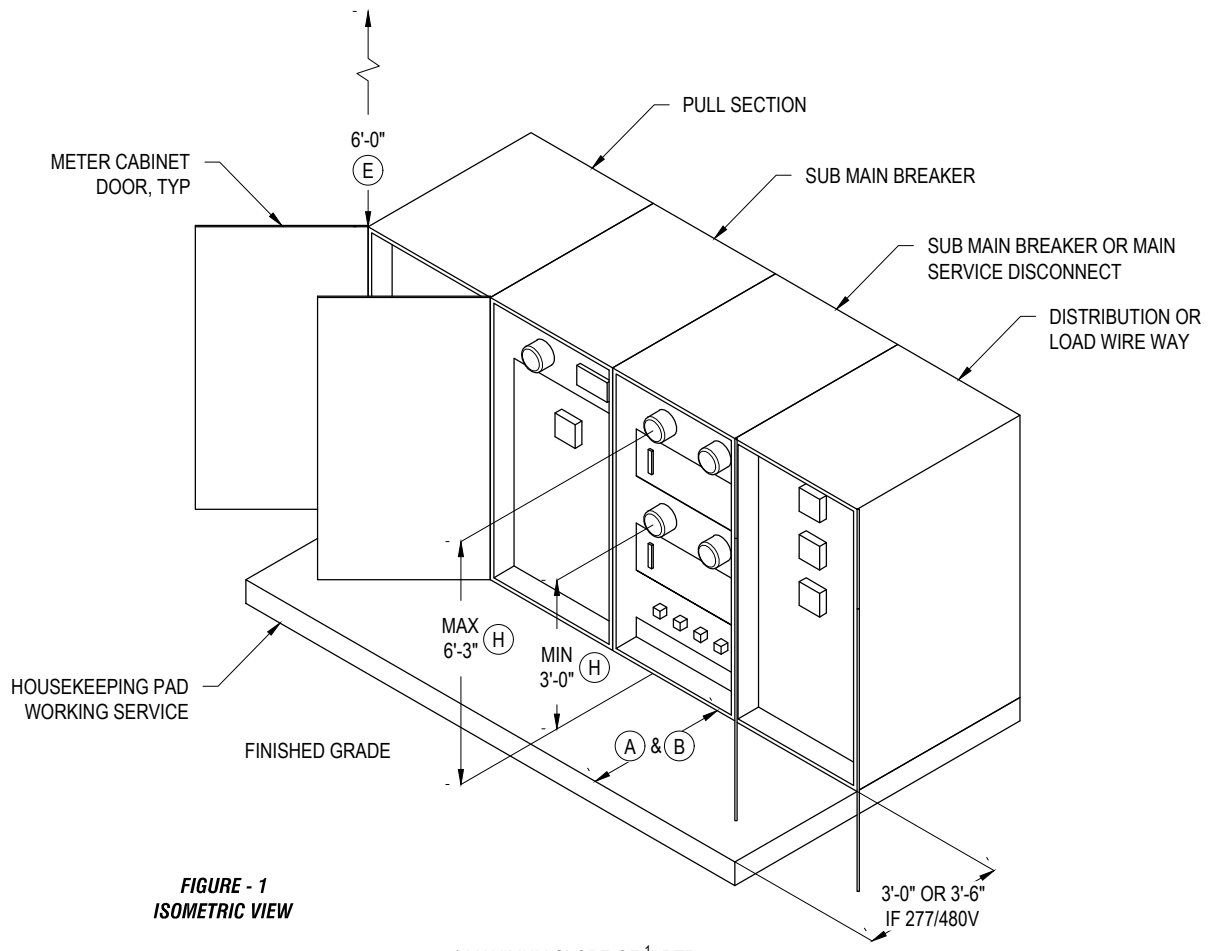 6'-0"
E
METER CABINET
DOOR, TYP
PULL SECTION
SUB MAIN BREAKER
SUB MAIN BREAKER OR MAIN
SERVICE DISCONNECT
DISTRIBUTION OR
LOAD WIRE WAY
MAX
6'-3"
H
MIN
3'-0"
H
HOUSEKEEPING PAD
WORKING SERVICE
FINISHED GRADE
A & B
3'-0" OR 3'-6"
IF 277/480V
FIGURE - 1
ISOMETRIC VIEW